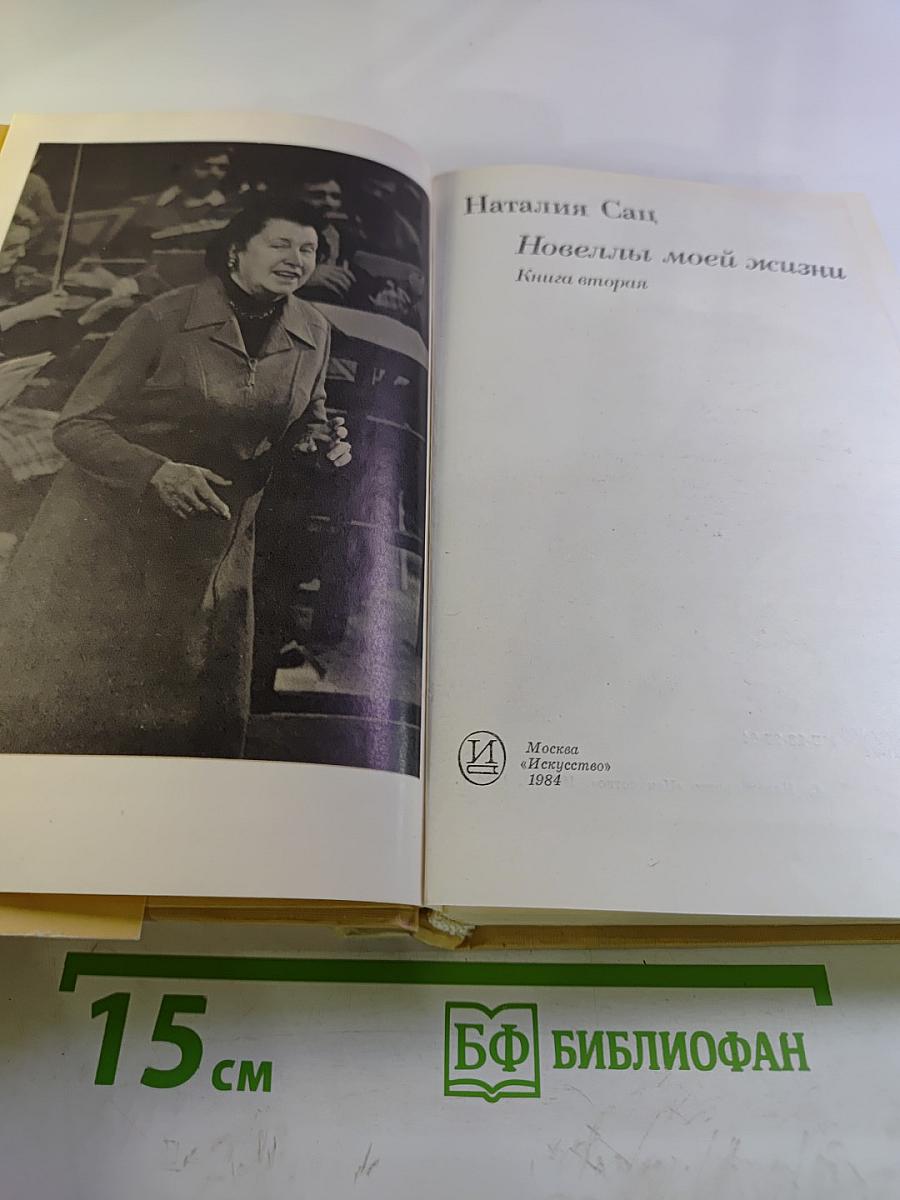 Наталия Сац
Новеллы моей жизни
Книга вторая
И
Москва
«Искусство»
1984
15 см
БФ БИБЛИОФАН